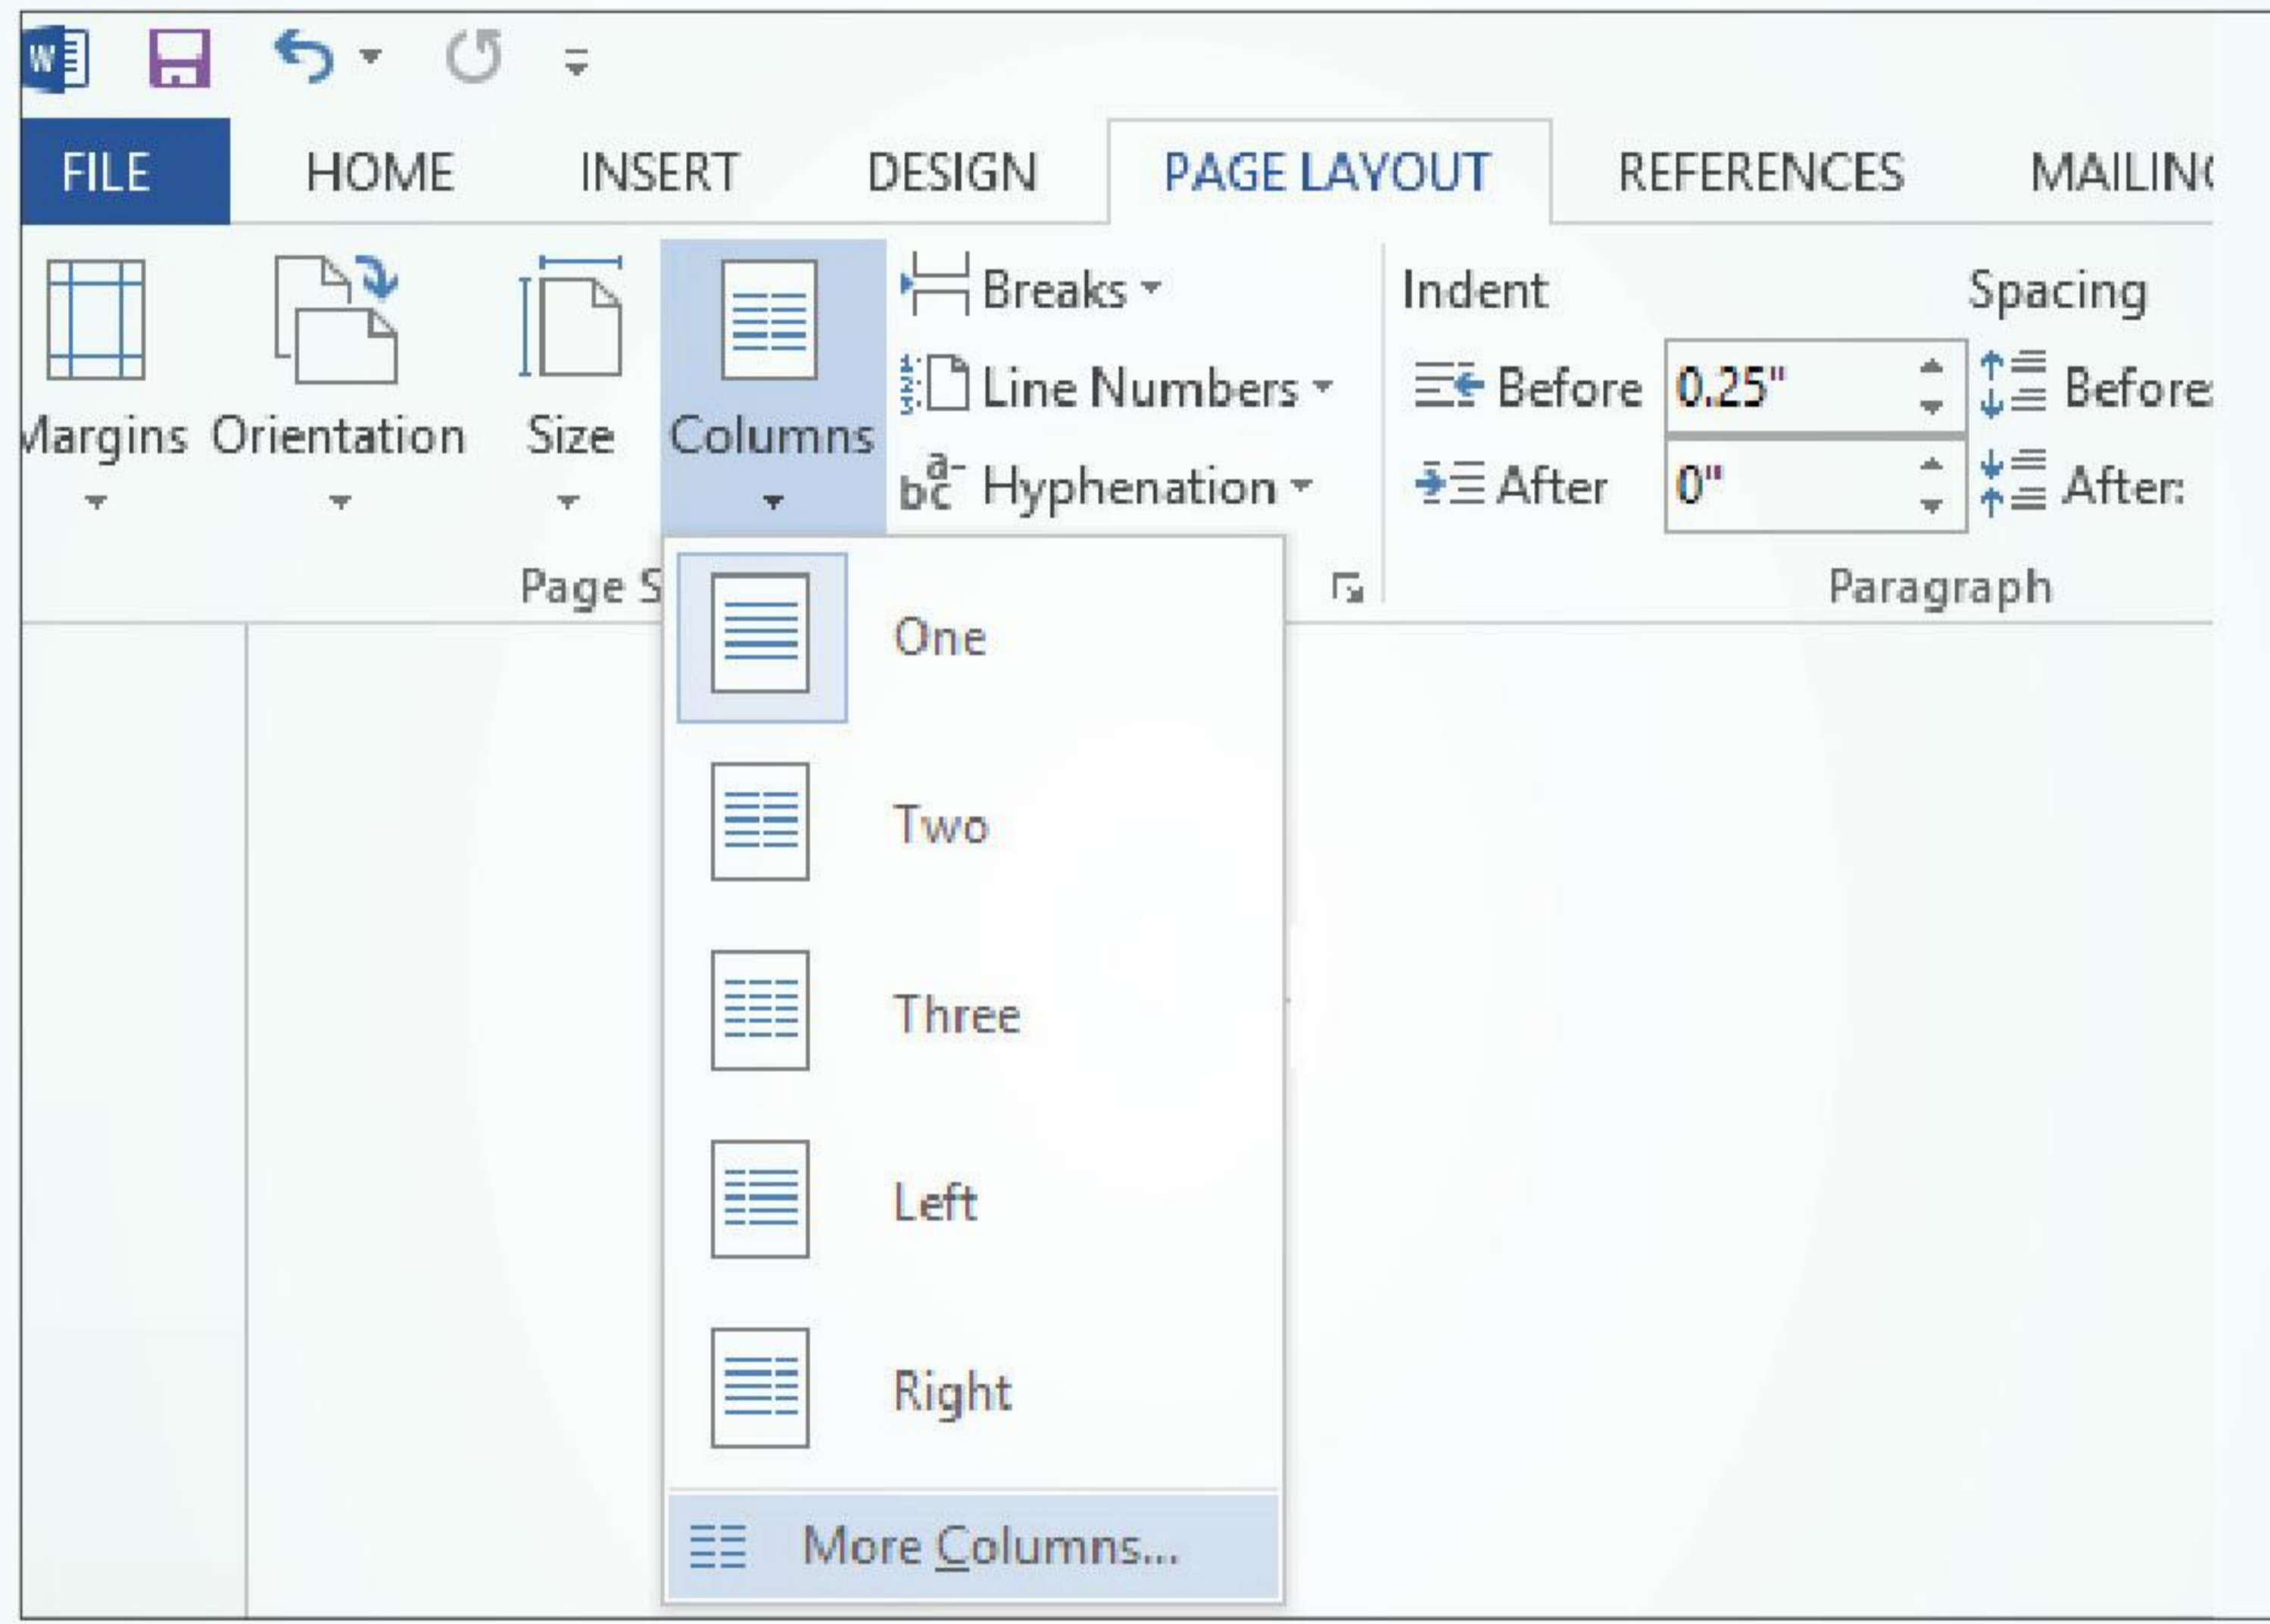 FILE HOME INSERT DESIGN PAGE LAYOUT REFERENCES MAILING
Margins Orientation Size Columns
Breaks
Line Numbers
Hyphenation
Indent Spacing
Before 0.25" Before:
After 0" After:
Page S Paragraph
One
Two
Three
Left
Right
More Columns...